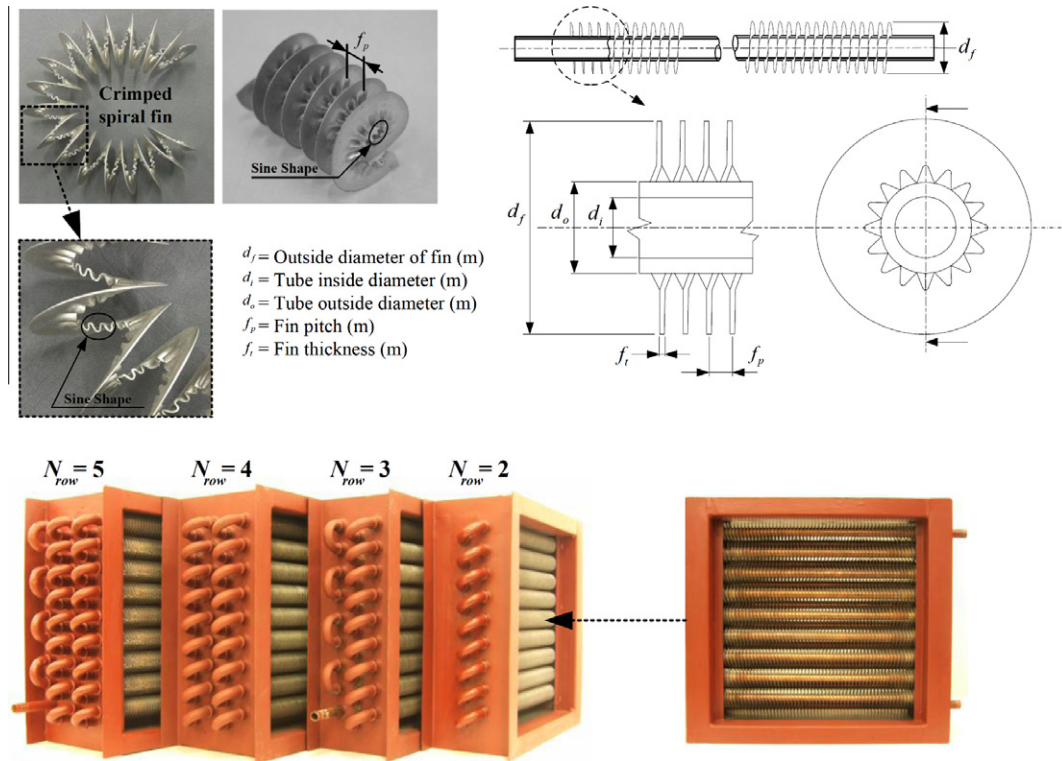 Crimped
spiral fin
f_p
Sine Shape
Sine Shape
d_f = Outside diameter of fin (m)
d_i = Tube inside diameter (m)
d_o = Tube outside diameter (m)
f_p = Fin pitch (m)
f_t = Fin thickness (m)
d_f
d_f
d_o
d_i
f_t
f_p
N_row = 5
N_row = 4
N_row = 3
N_row = 2